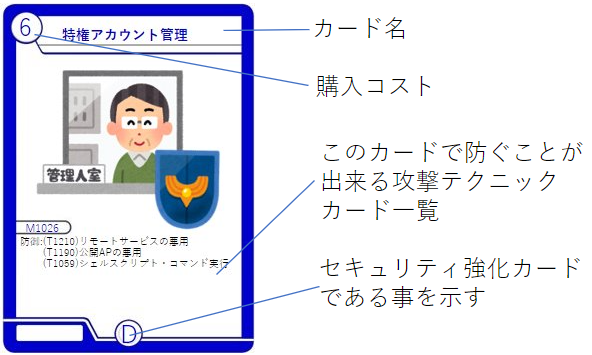 6
特権アカウント管理
管理人室
M1026
防御:(T1210)リモートサービスの悪用
(T1190)公開APの悪用
(T1059)シェルスクリプト・コマンド実行
D
カード名
購入コスト
このカードで防ぐことが
出来る攻撃テクニック
カード一覧
セキュリティ強化カード
である事を示す